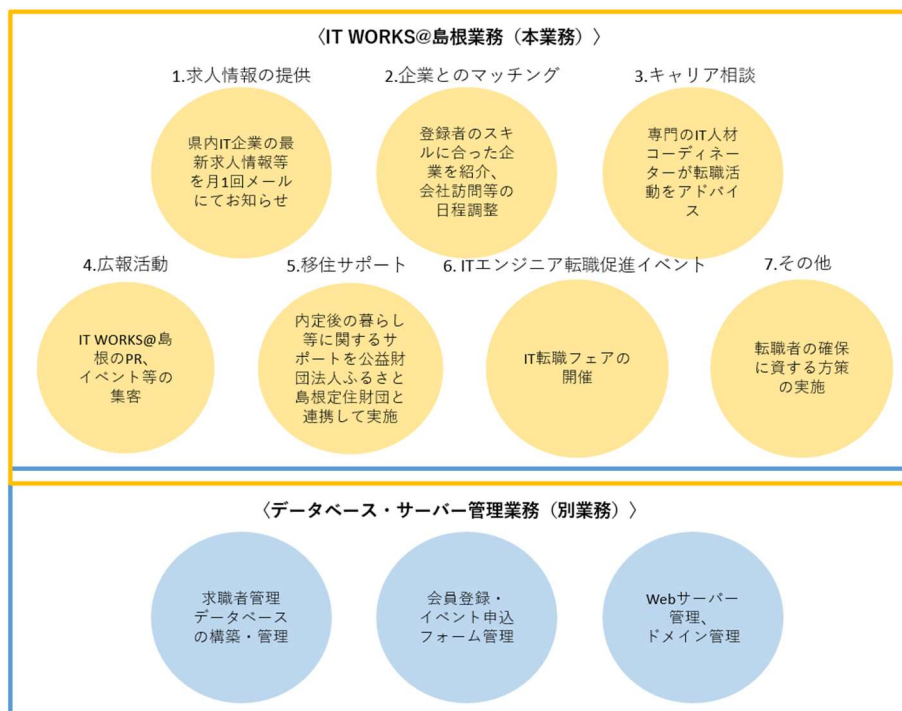 〈IT WORKS@島根業務（本業務）〉
1.求人情報の提供
2.企業とのマッチング
3.キャリア相談
県内IT企業の最
新求人情報等
を月1回メール
にてお知らせ
登録者のスキ
ルに合った企
業を紹介、
会社訪問等の
日程調整
専門のIT人材
コーディネー
ターが転職活
動をアドバイ
ス
4.広報活動
5.移住サポート
6. ITエンジニア転職促進イベント
7.その他
IT WORKS@島
根のPR、
イベント等の
集客
内定後の暮らし
等に関するサ
ポートを公益財
団法人ふるさと
島根定住財団と
連携して実施
IT転職フェアの
開催
転職者の確保
に資する方策
の実施
〈データベース・サーバー管理業務（別業務）〉
求職者管理
データベース
の構築・管理
会員登録・
イベント申込
フォーム管理
Webサーバー
管理、
ドメイン管理